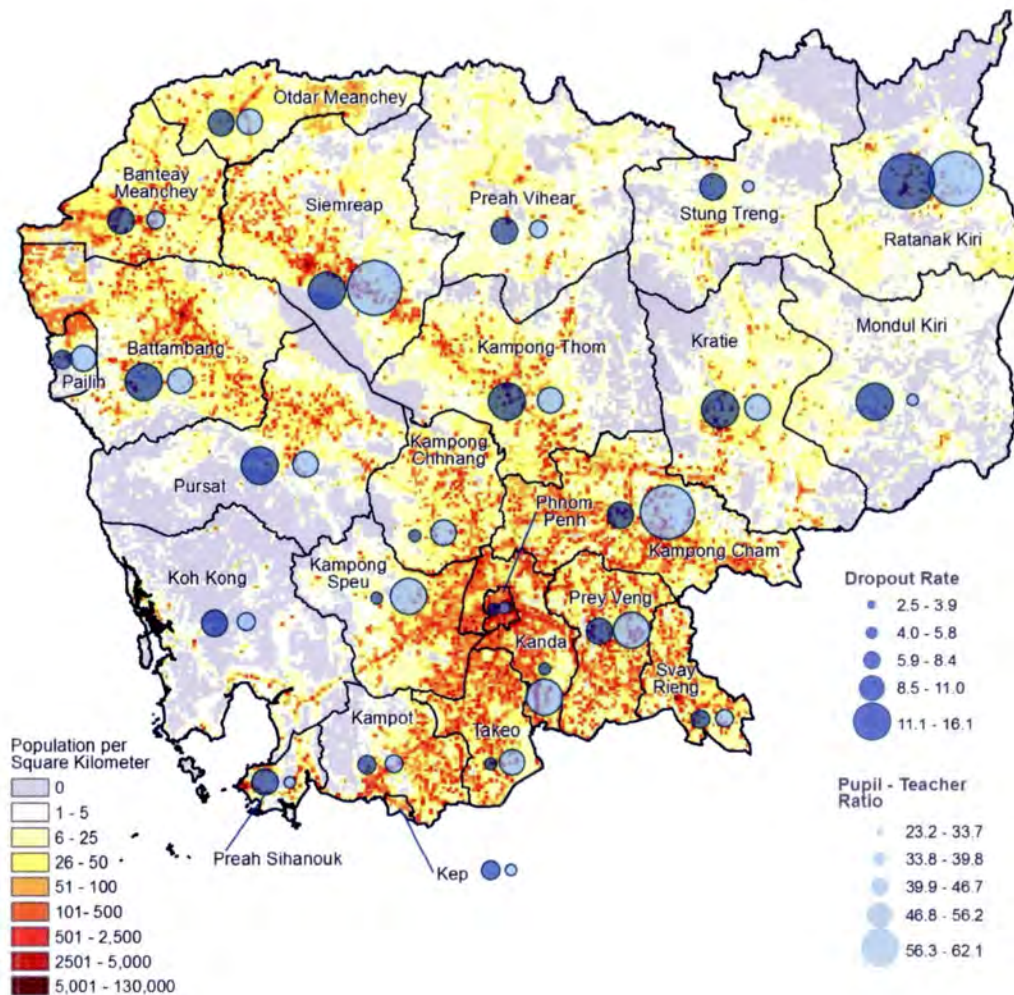 Otdar Meanchey
Banteay
Meanchey
Siemreap
Preah Vihear
Stung Treng
Ratanak Kiri
Battambang
Pailin
Kampong Thom
Kratie
Mondul Kiri
Pursat
Kampong
Chhnang
Phhom
Penh
Kampong Cham
Koh Kong
Kampong
Speu
Prey Veng
Kanda
Svay
Rieng
Kampot
Takeo
Preah Sihanouk
Kep
Population per
Square Kilometer
0
1 - 5
6 - 25
26 - 50
51 - 100
101- 500
501 - 2,500
2501 - 5,000
5,001 - 130,000
Dropout Rate
2.5 - 3.9
4.0 - 5.8
5.9 - 8.4
8.5 - 11.0
11.1 - 16.1
Pupil - Teacher
Ratio
23.2 - 33.7
33.8 - 39.8
39.9 - 46.7
46.8 - 56.2
56.3 - 62.1